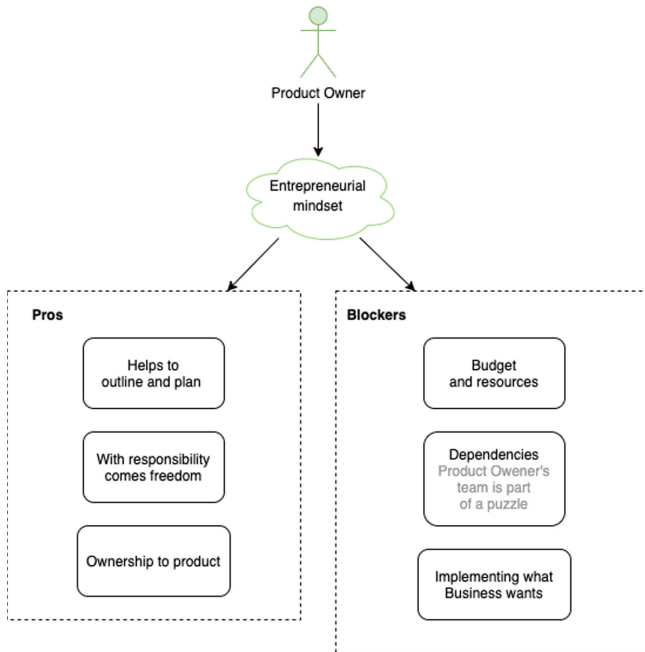 Product Owner
Entrepreneurial
mindset
Pros
Helps to
outline and plan
With responsibility
comes freedom
Ownership to product
Blockers
Budget
and resources
Dependencies
Product Owener's
team is part
of a puzzle
Implementing what
Business wants